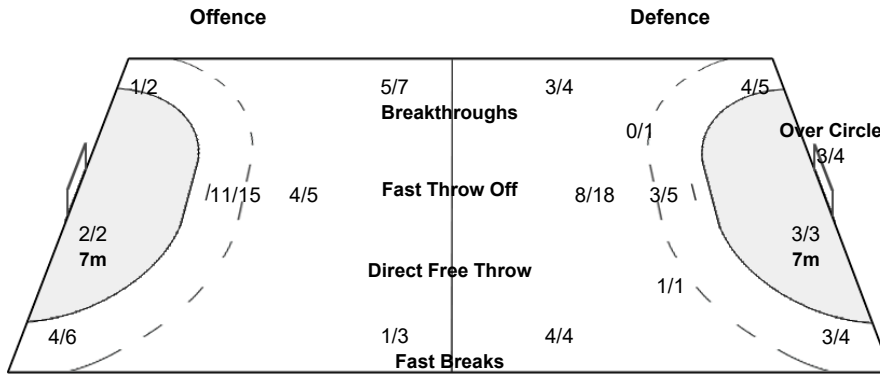 Offence Defence
1/2 5/7 3/4 4/5
Breakthroughs
0/1 Over Circle
3/4
11/15 4/5 Fast Throw Off 8/18 3/5
2/2 3/3
7m 7m
Direct Free Throw
1/1
4/6 1/3 4/4 3/4
Fast Breaks